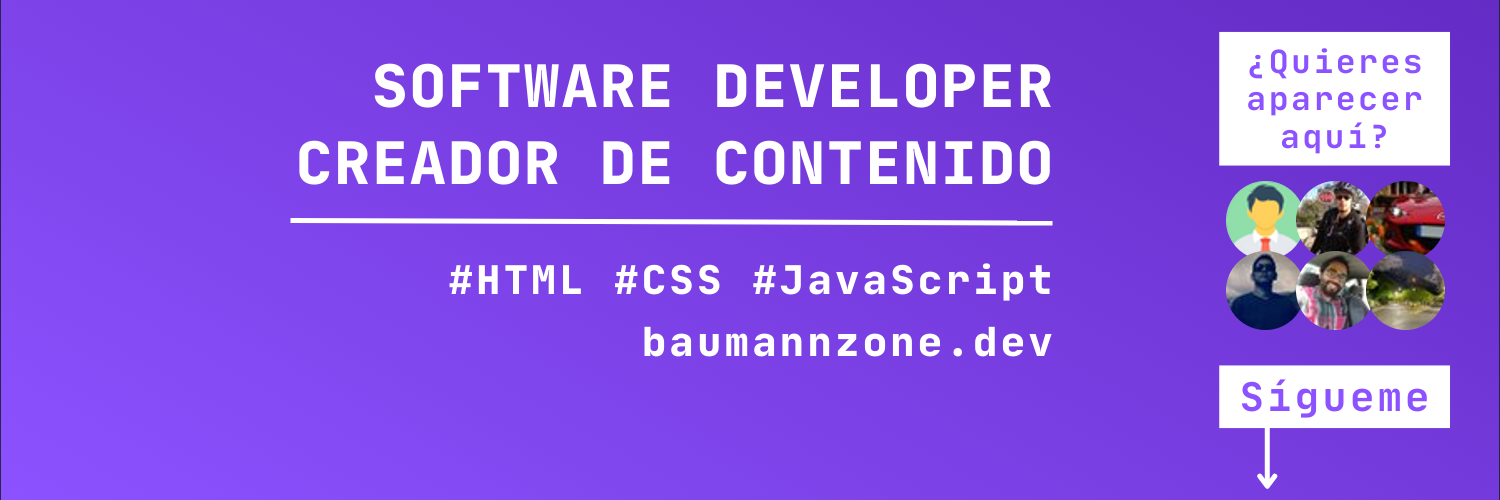 SOFTWARE DEVELOPER
CREADOR DE CONTENIDO
#HTML #CSS #JavaScript
baumannzone.dev
¿Quieres
aparecer
aquí?
Sígueme